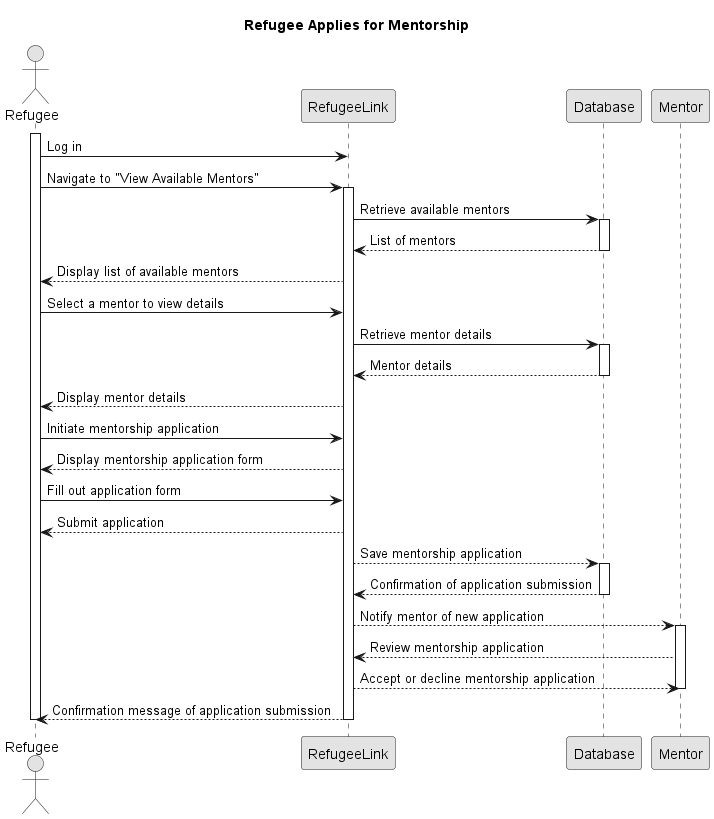 Refugee Applies for Mentorship
Refugee
RefugeeLink
Database
Mentor
Log in
Navigate to "View Available Mentors"
Retrieve available mentors
List of mentors
Display list of available mentors
Select a mentor to view details
Retrieve mentor details
Mentor details
Display mentor details
Initiate mentorship application
Display mentorship application form
Fill out application form
Submit application
Save mentorship application
Confirmation of application submission
Notify mentor of new application
Review mentorship application
Accept or decline mentorship application
Confirmation message of application submission
Refugee
RefugeeLink
Database
Mentor